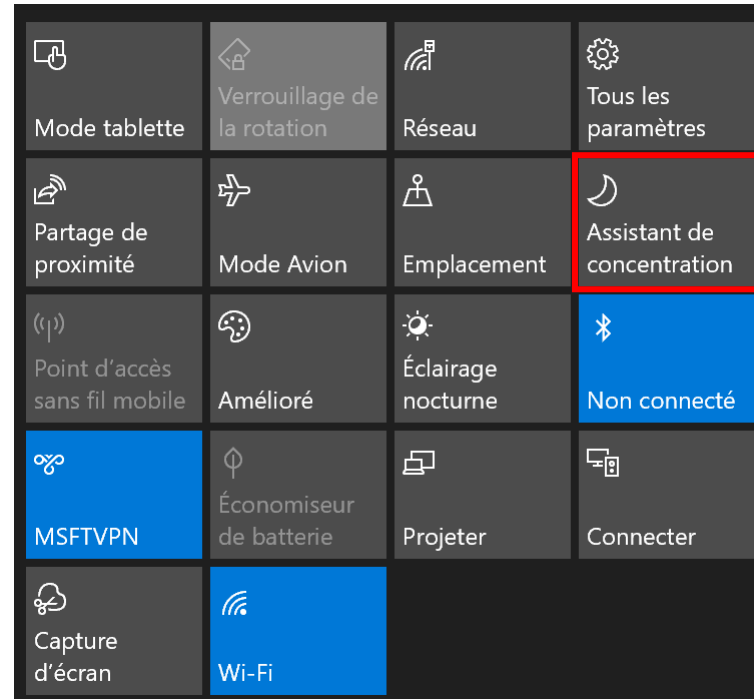 Mode tablette
Verrouillage de
la rotation
Réseau
Tous les
paramètres
Partage de
proximité
Mode Avion
Emplacement
Assistant de
concentration
Point d'accès
sans fil mobile
Amélioré
Éclairage
nocturne
Non connecté
MSFTVPN
Économiseur
de batterie
Projeter
Connecter
Capture
d'écran
Wi-Fi